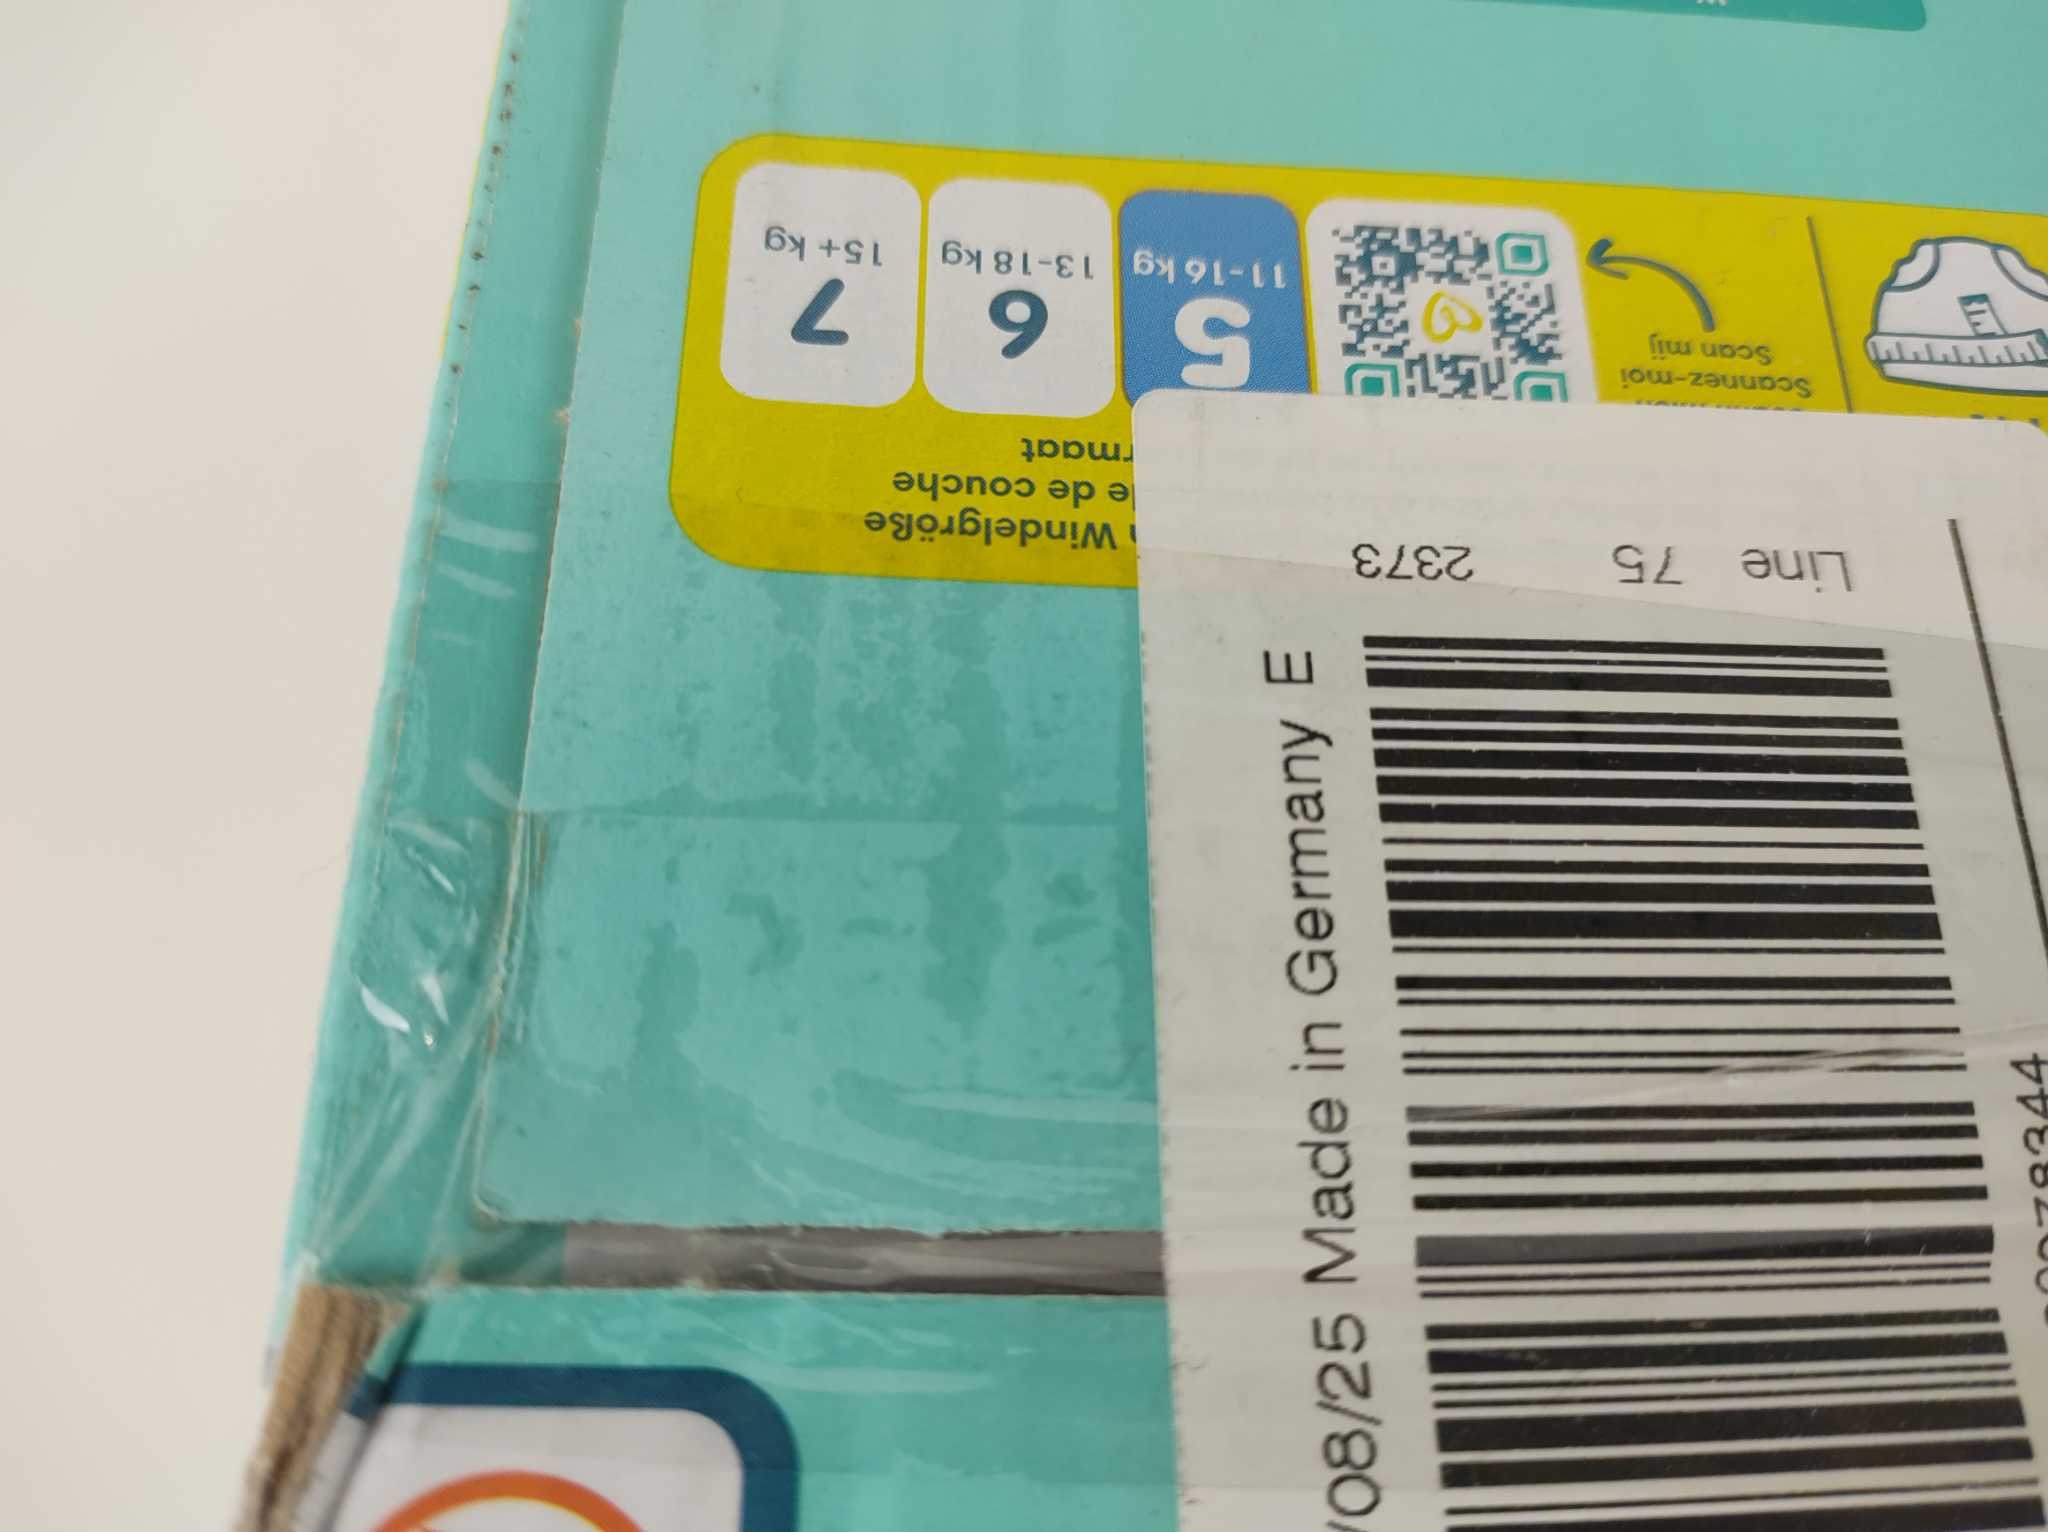 Windelgröße
e de couche
rmaat
5
11-16 kg
6
13-18 kg
7
15+ kg
Scannez-moi
Scan mij
Line 75 2373
/08/25 Made in Germany E
78344